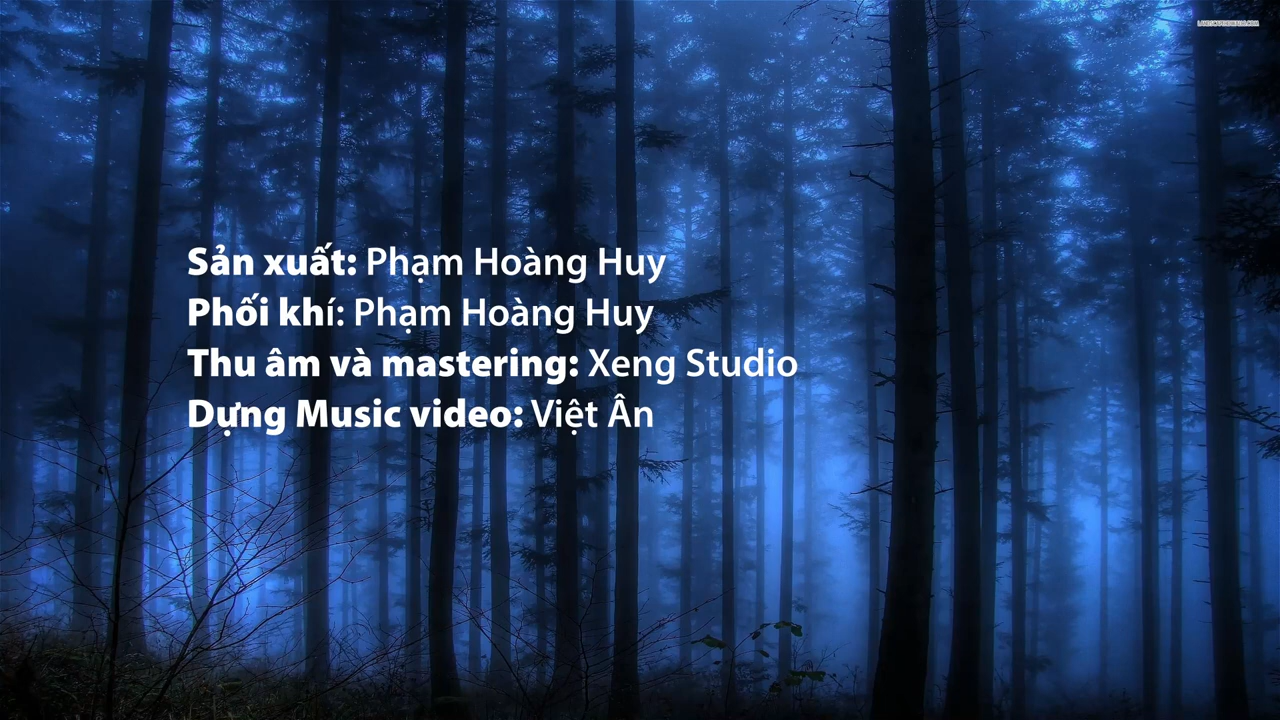 Sản xuất: Phạm Hoàng Huy
Phối khí: Phạm Hoàng Huy
Thu âm và mastering: Xeng Studio
Dựng Music video: Việt Ân